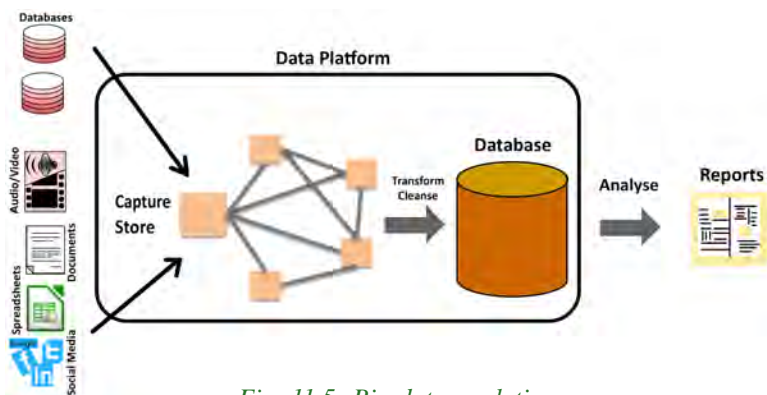 Databases
Data Platform
Audio/Video
Capture
Store
Transform
Cleanse
Database
Analyse
Reports
Documents
Spreadsheets
Social Media